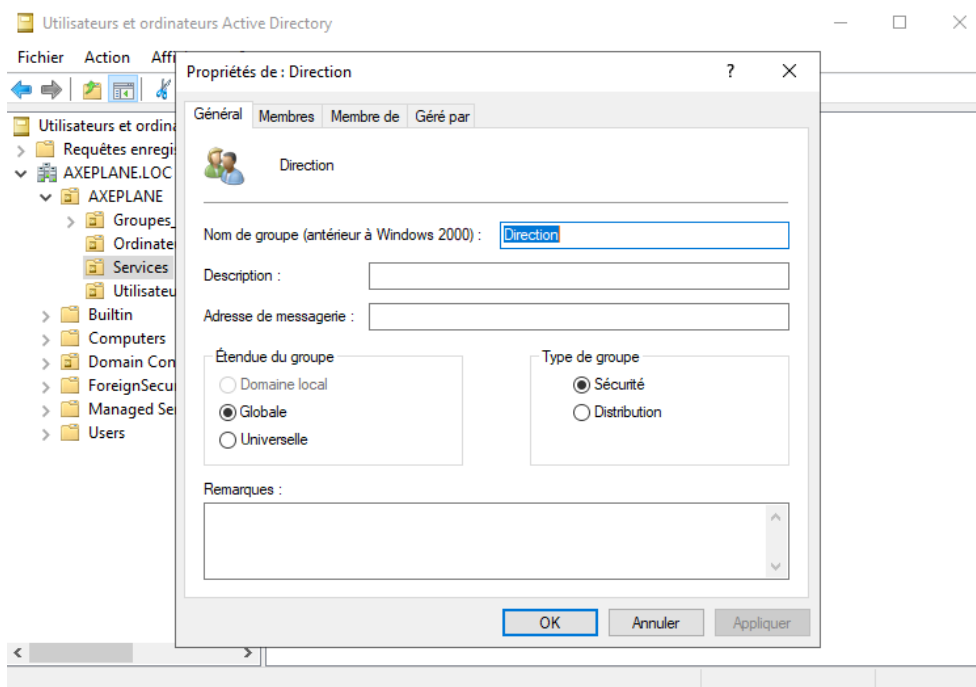 Utilisateurs et ordinateurs Active Directory
Fichier Action Affi
Propriétés de : Direction
?
Général Membres Membre de Géré par
Utilisateurs et ordina
Requêtes enregi
AXEPLANE.LOC
AXEPLANE
Groupes_
Ordinate
Services
Utilisateu
Builtin
Computers
Domain Con
ForeignSecu
Managed Se
Users
Direction
Nom de groupe (antérieur à Windows 2000) : Direction
Description :
Adresse de messagerie :
Étendue du groupe
Domaine local
Globale
Universelle
Type de groupe
Sécurité
Distribution
Remarques :
OK Annuler Appliquer